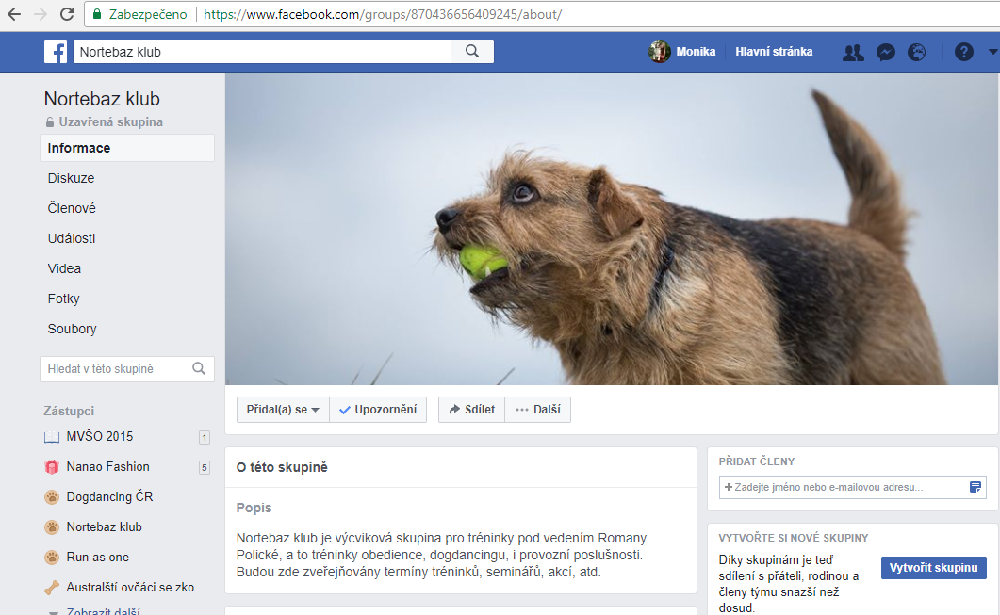 Zabezpečeno https://www.facebook.com/groups/870436656409245/about/
f Nortebaz klub Monika Hlavní stránka ?
Nortebaz klub
Uzavřená skupina
Informace
Diskuze
Členové
Události
Videa
Fotky
Soubory
Hledat v této skupině
Zástupci
MVŠO 2015 1
Nanao Fashion 5
Dogdancing ČR
Nortebaz klub
Run as one
Australští ovčáci se zko...
Zobrazit další
Přidal(a) se Upozornění Sdílet ••• Další
O této skupině
Popis
Nortebaz klub je výcviková skupina pro tréninky pod vedením Romany
Polické, a to tréninky obedience, dogdancingu, i provozní poslušnosti.
Budou zde zveřejňovány termíny tréninků, seminářů, akcí, atd.
PŘIDAT ČLENY
+ Zadejte jméno nebo e-mailovou adresu...
VYTVOŘTE SI NOVÉ SKUPINY
Díky skupinám je teď
sdílení s přáteli, rodinou a
členy týmu snazší než
dosud.
Vytvořit skupinu